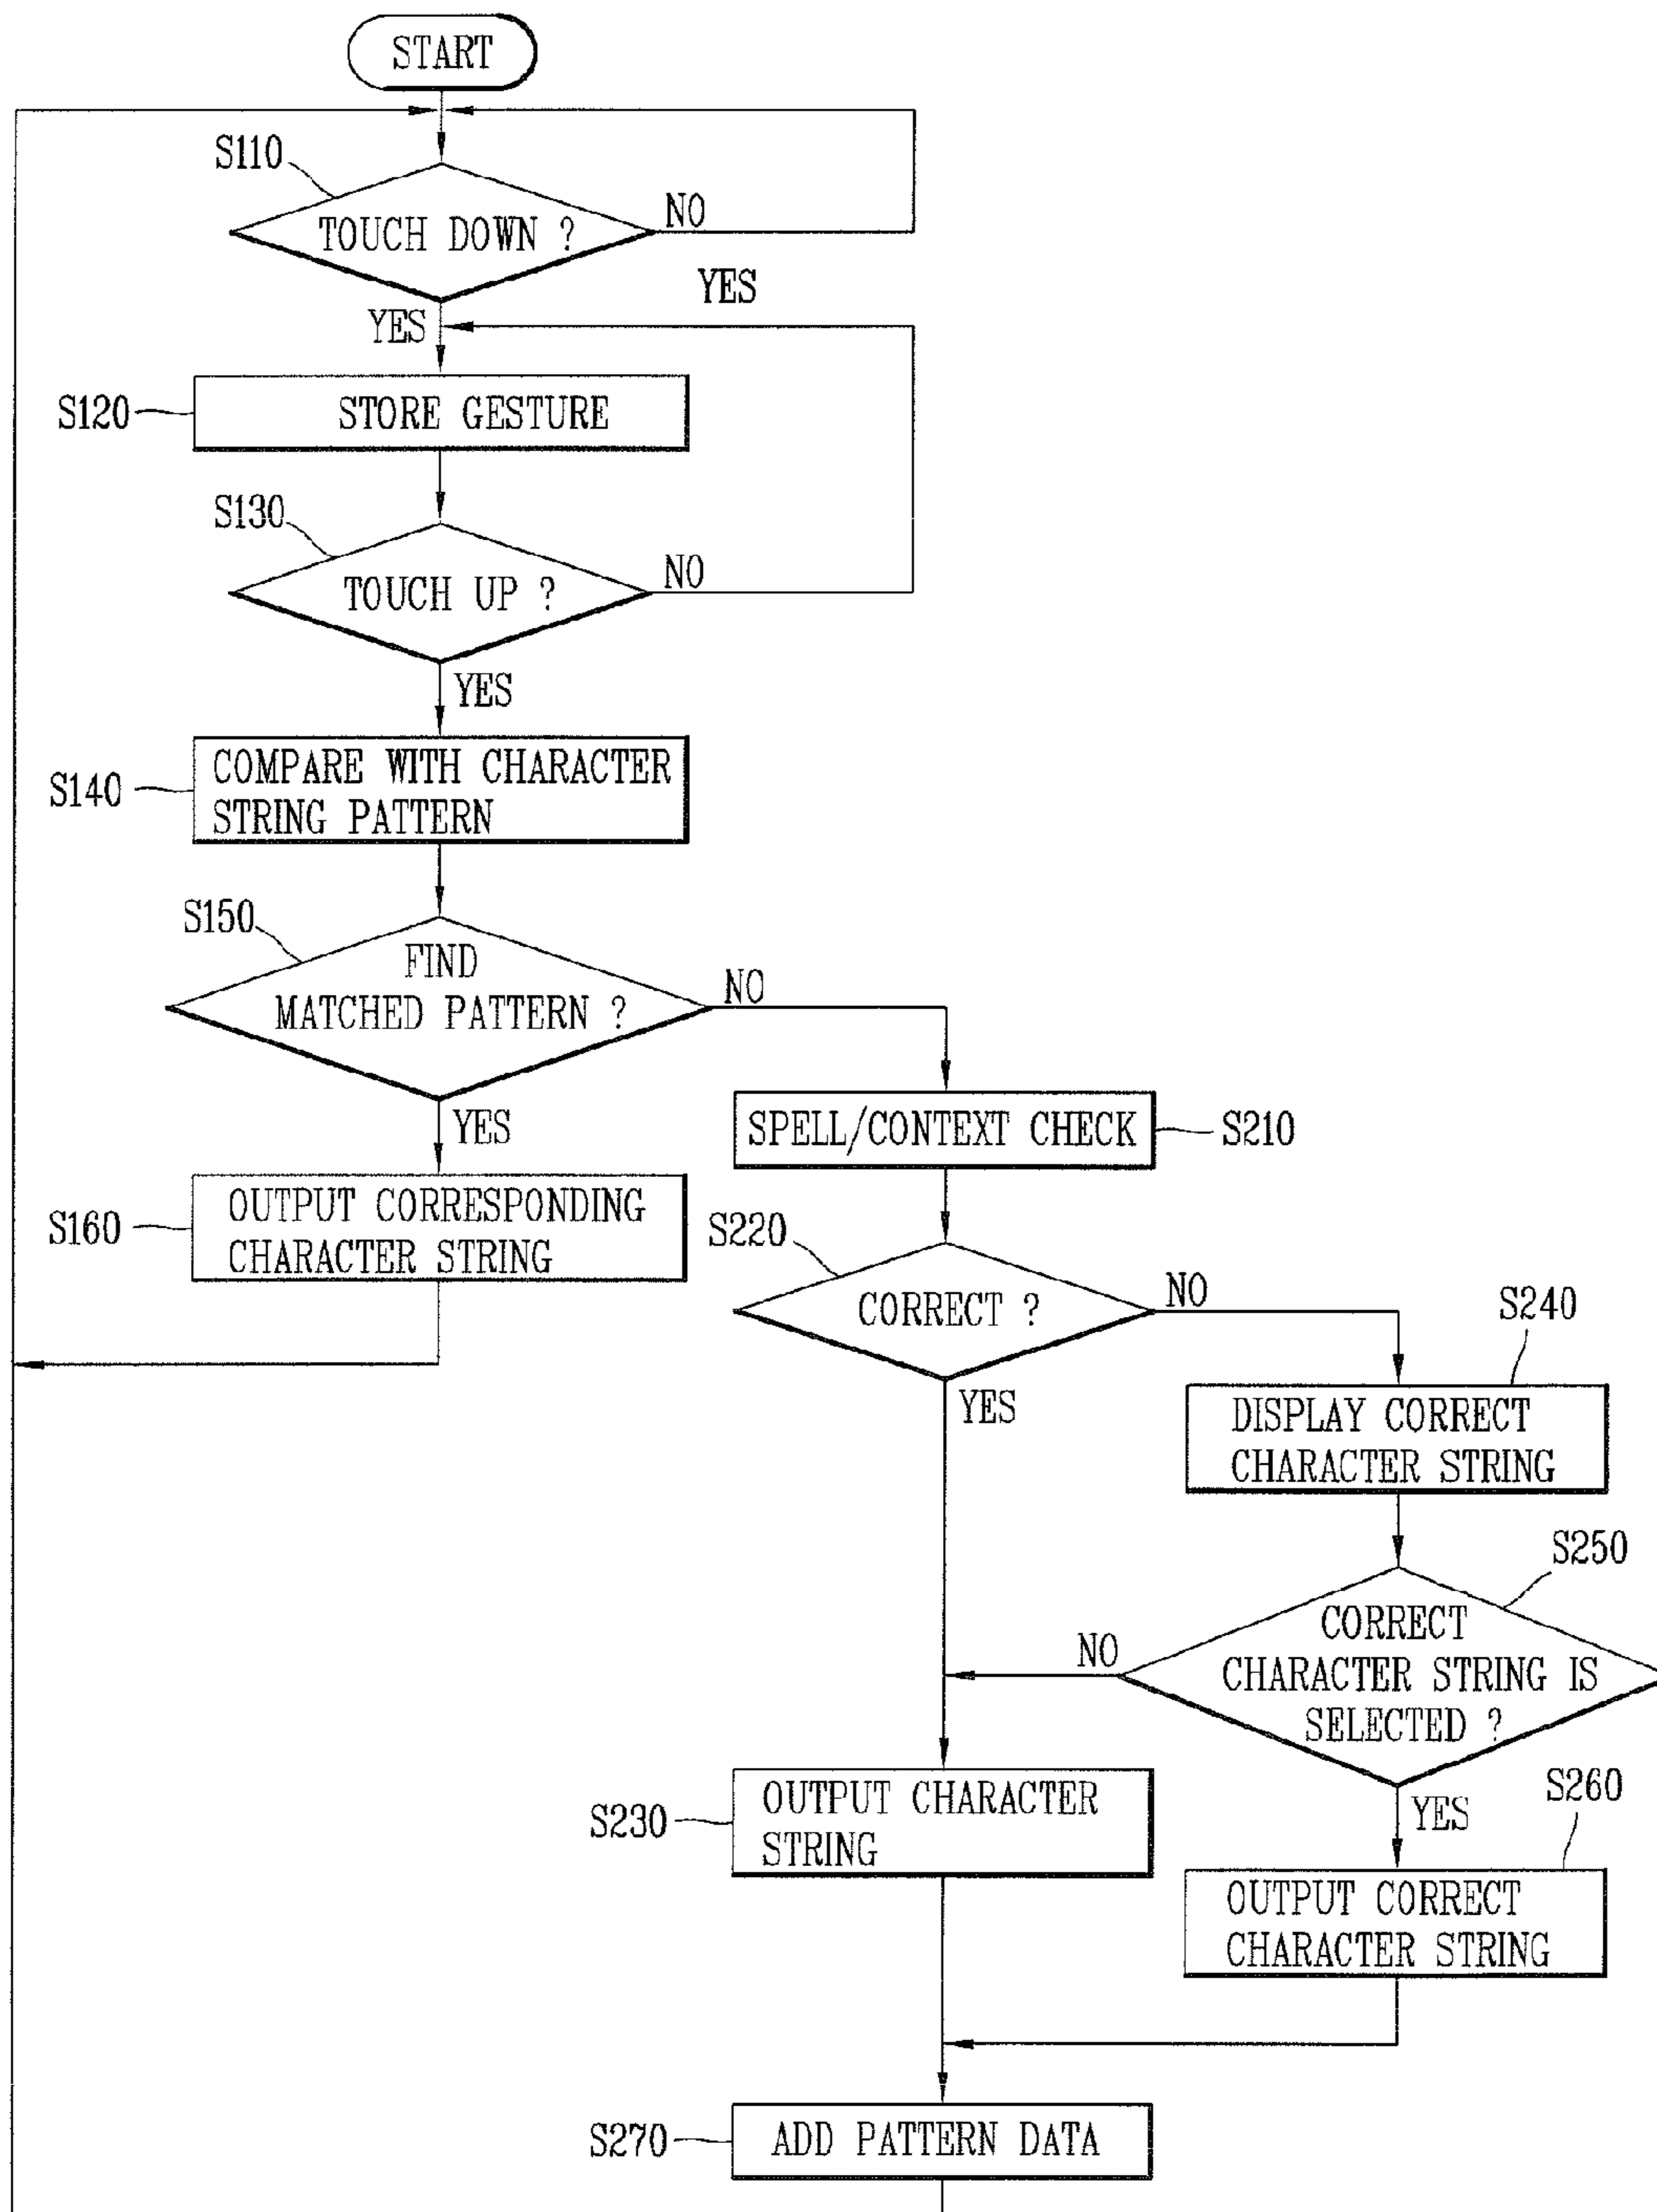 START
S110
TOUCH DOWN ?
NO
YES
YES
S120
STORE GESTURE
S130
TOUCH UP ?
NO
YES
S140
COMPARE WITH CHARACTER
STRING PATTERN
S150
FIND
MATCHED PATTERN ?
NO
YES
SPELL/CONTEXT CHECK
S210
S160
OUTPUT CORRESPONDING
CHARACTER STRING
S220
CORRECT ?
NO
YES
S240
DISPLAY CORRECT
CHARACTER STRING
S250
CORRECT
CHARACTER STRING IS
SELECTED ?
NO
YES
S230
OUTPUT CHARACTER
STRING
S260
OUTPUT CORRECT
CHARACTER STRING
S270
ADD PATTERN DATA